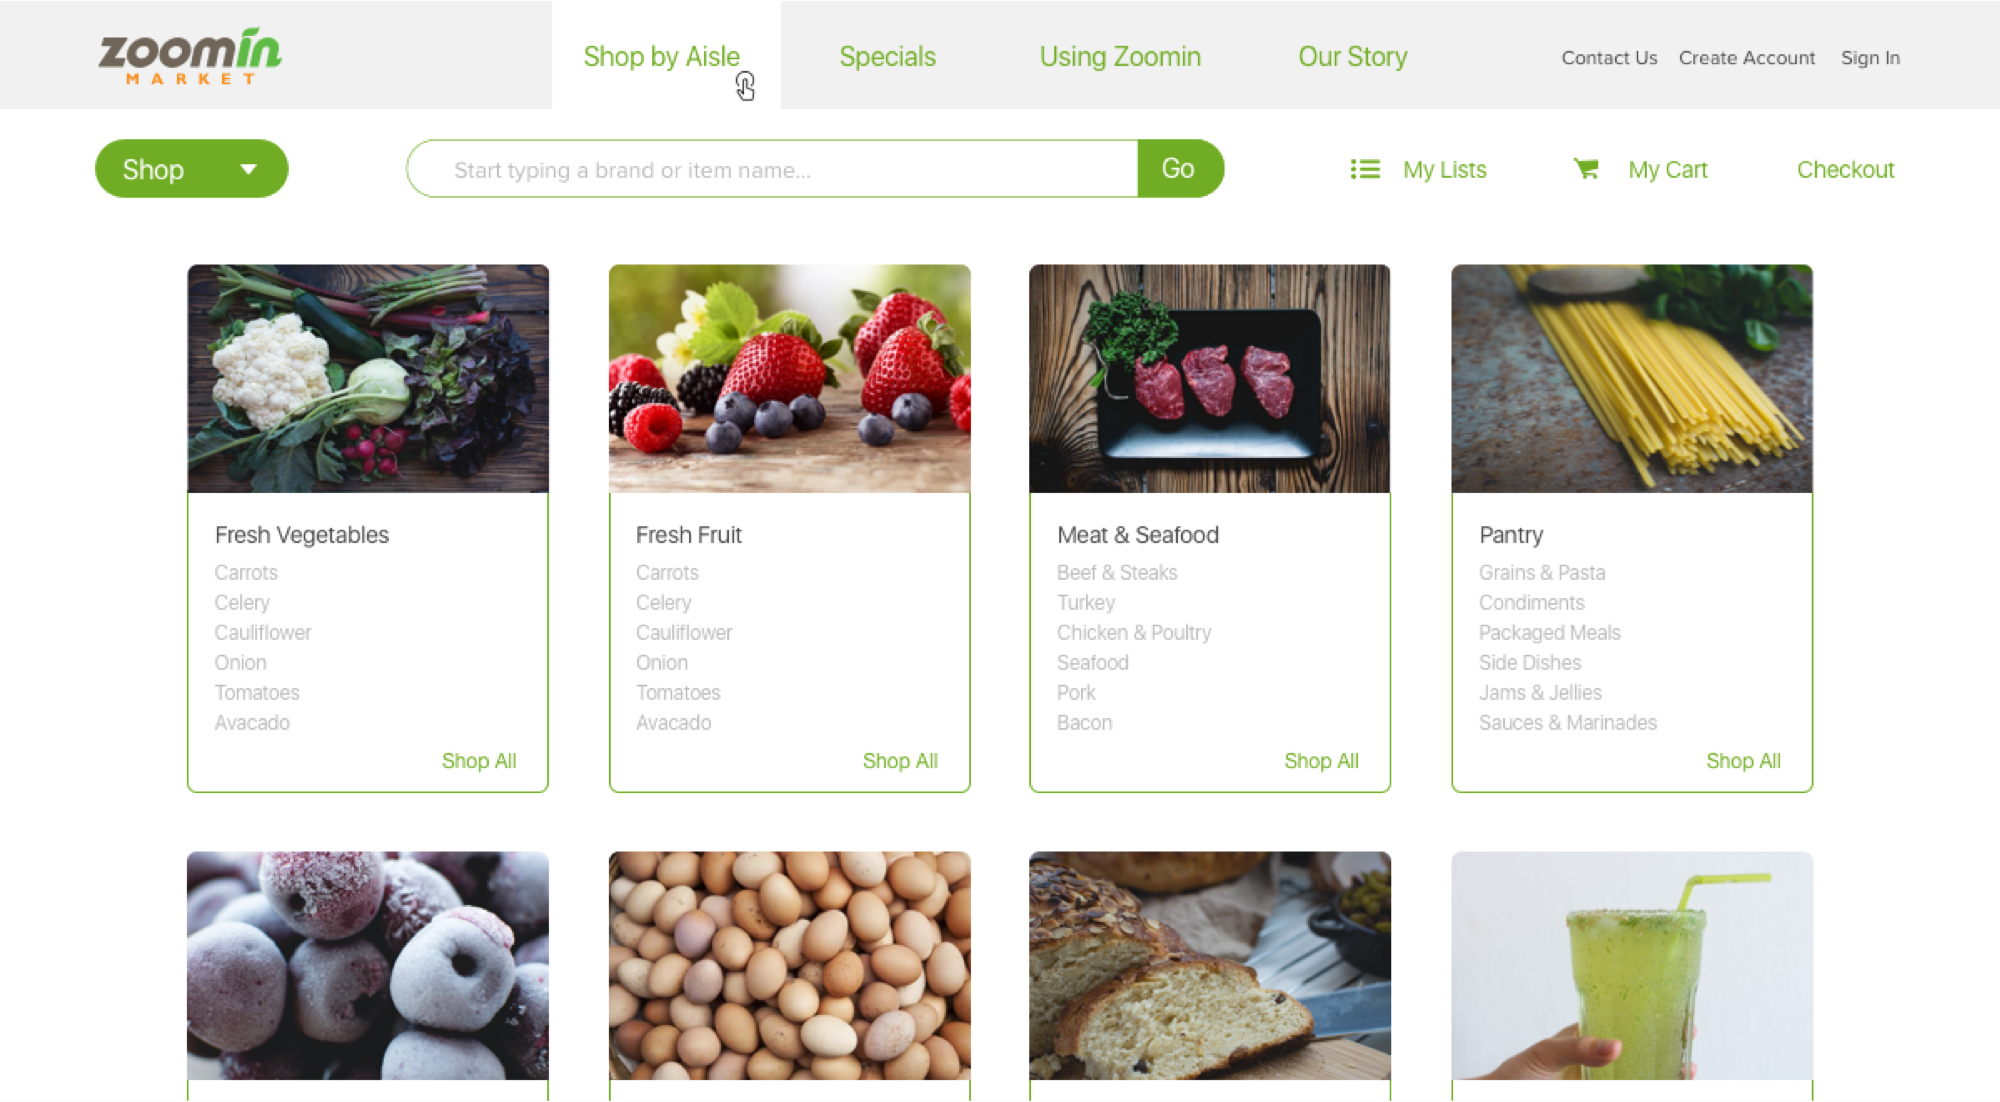 zoomin
MARKET
Shop by Aisle
Specials
Using Zoomin
Our Story
Contact Us
Create Account
Sign In
Shop
Start typing a brand or item name...
Go
My Lists
My Cart
Checkout
Fresh Vegetables
Carrots
Celery
Cauliflower
Onion
Tomatoes
Avacado
Shop All
Fresh Fruit
Carrots
Celery
Cauliflower
Onion
Tomatoes
Avacado
Shop All
Meat & Seafood
Beef & Steaks
Turkey
Chicken & Poultry
Seafood
Pork
Bacon
Shop All
Pantry
Grains & Pasta
Condiments
Packaged Meals
Side Dishes
Jams & Jellies
Sauces & Marinades
Shop All